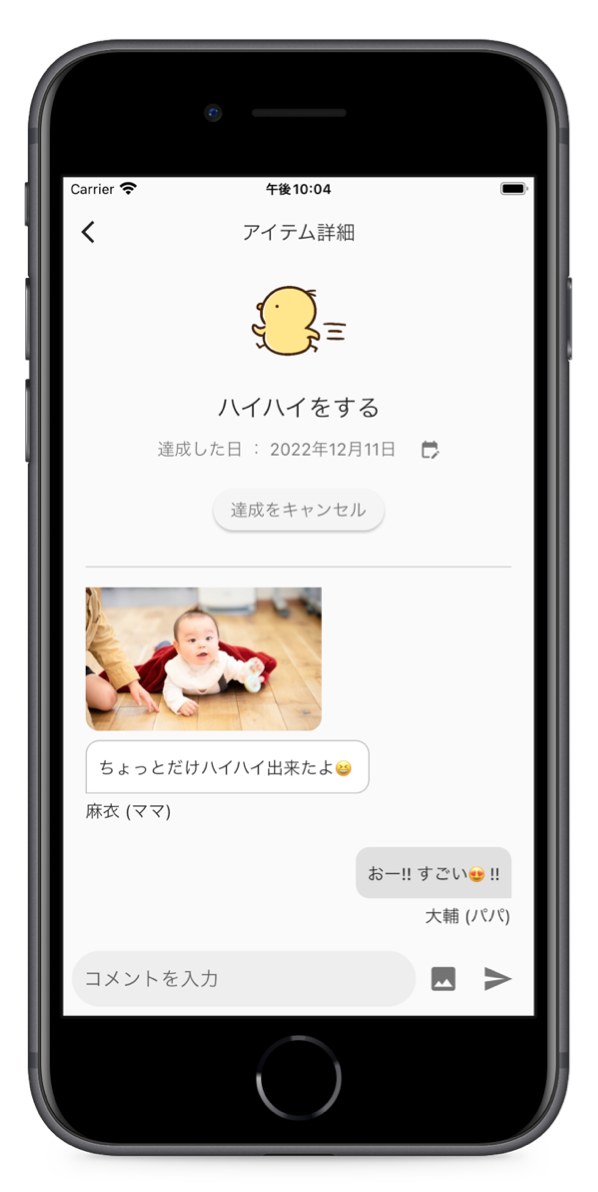 Carrier 午後10:04
アイテム詳細
ハイハイをする
達成した日 : 2022年12月11日
達成をキャンセル
ちょっとだけハイハイ出来たよ😆
麻衣 (ママ)
おー!! すごい😍 !!
大輔 (パパ)
コメントを入力